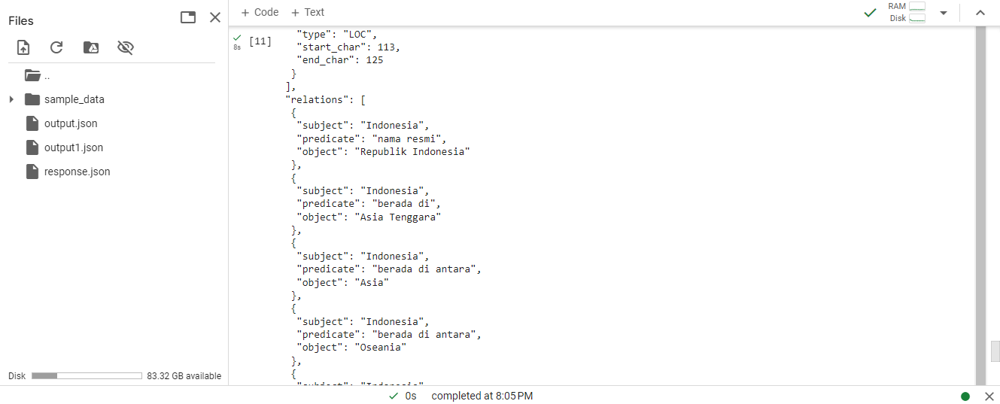 Files
..
sample_data
output.json
output1.json
response.json
Disk 83.32 GB available
+ Code + Text
RAM
Disk
[11]
8s
"type": "LOC",
"start_char": 113,
"end_char": 125
}
],
"relations": [
{
"subject": "Indonesia",
"predicate": "nama resmi",
"object": "Republik Indonesia"
},
{
"subject": "Indonesia",
"predicate": "berada di",
"object": "Asia Tenggara"
},
{
"subject": "Indonesia",
"predicate": "berada di antara",
"object": "Asia"
},
{
"subject": "Indonesia",
"predicate": "berada di antara",
"object": "Oseania"
},
{
0s completed at 8:05 PM